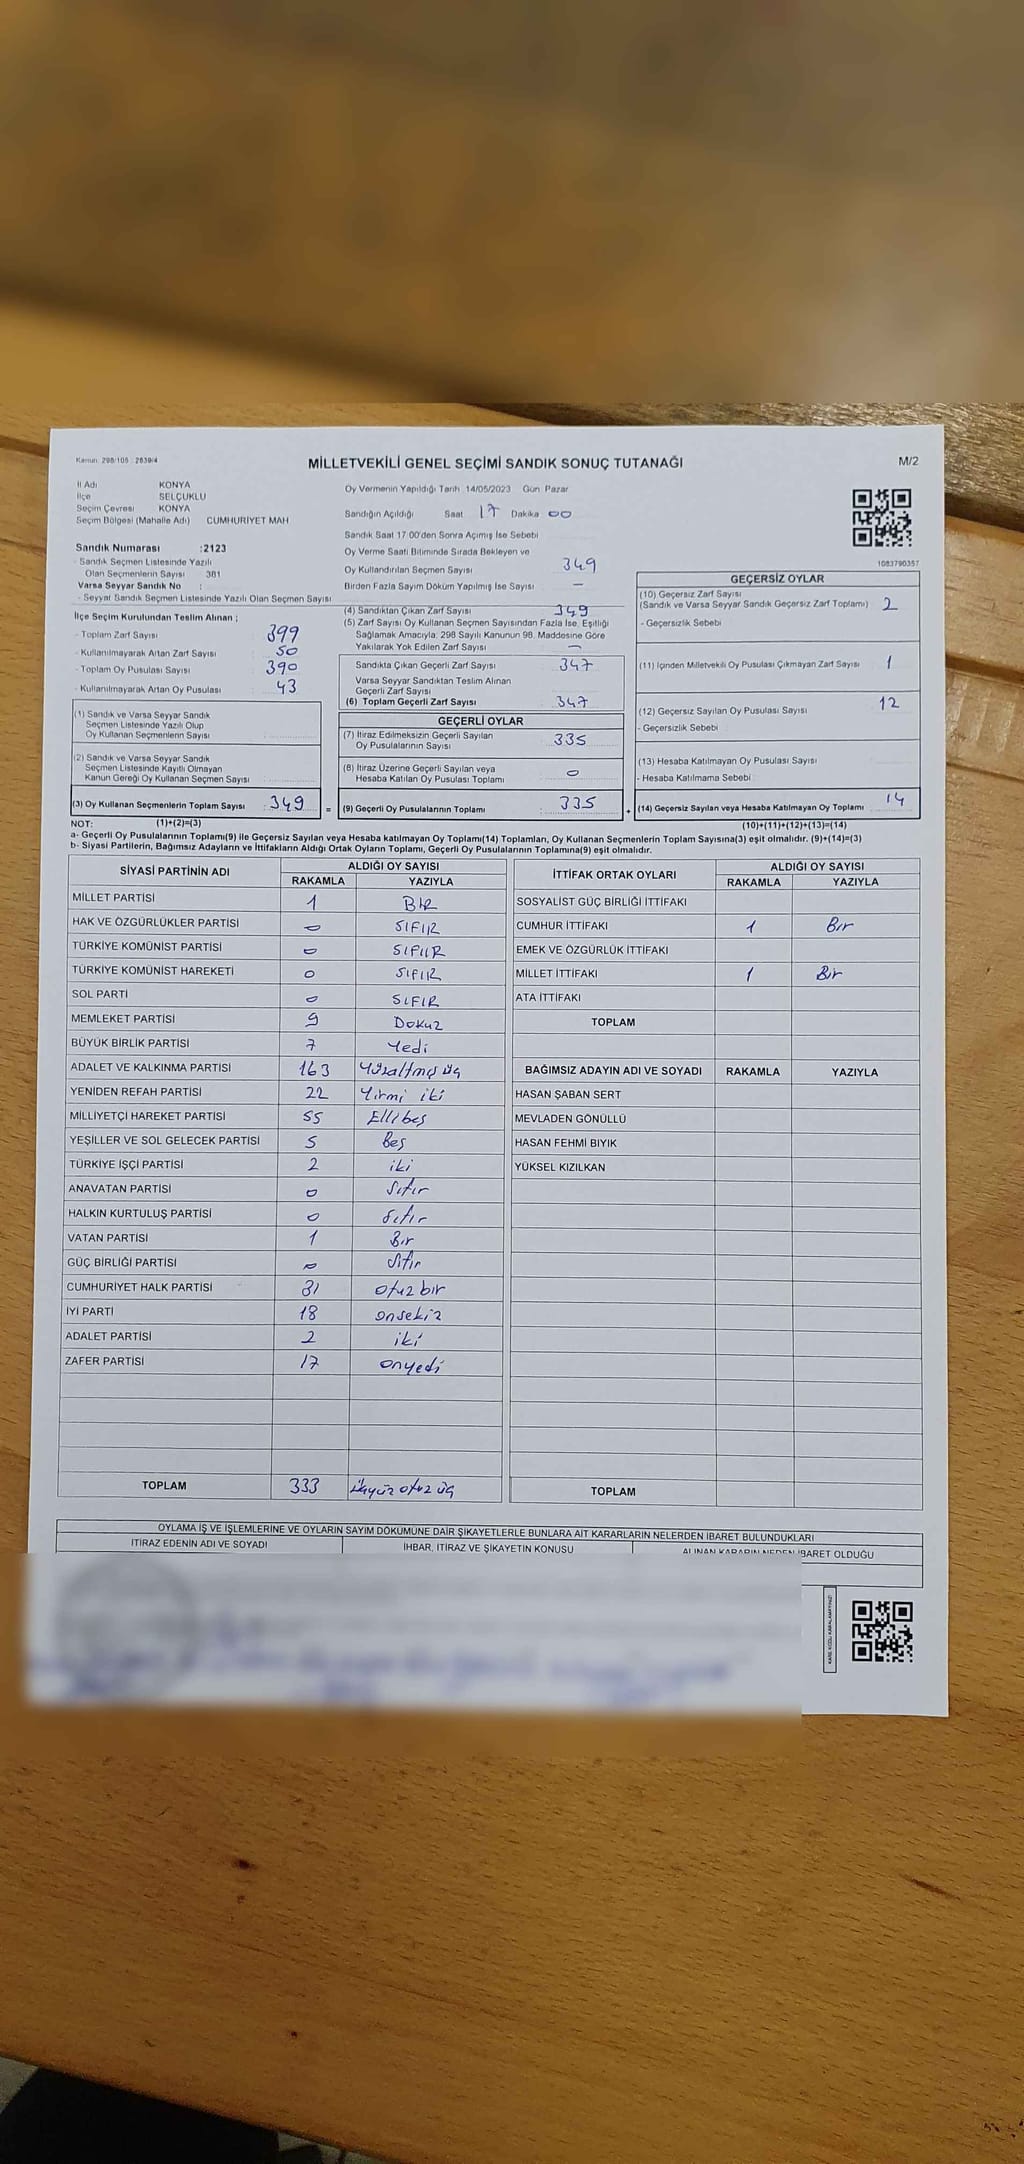 Kanun: 298/105 : 2839/4
MİLLETVEKİLİ GENEL SEÇİMİ SANDIK SONUÇ TUTANAĞI
M/2
İl Adı KONYA
İlçe SELÇUKLU
Seçim Çevresi KONYA
Seçim Bölgesi (Mahalle Adı) CUMHURİYET MAH
Oy Vermenin Yapıldığı Tarih 14/05/2023 Gün Pazar
Sandığın Açıldığı Saat 17 Dakika 00
Sandık Saat 17:00'den Sonra Açımış İse Sebebi
Oy Verme Saati Bitiminde Sırada Bekleyen ve
Oy Kullandırılan Seçmen Sayısı 349
Birden Fazla Sayım Döküm Yapılmış İse Sayısı –
Sandık Numarası :2123
- Sandık Seçmen Listesinde Yazılı
Olan Seçmenlerin Sayısı 381
Varsa Seyyar Sandık No :
- Seyyar Sandık Seçmen Listesinde Yazılı Olan Seçmen Sayısı
İlçe Seçim Kurulundan Teslim Alınan ;
- Toplam Zarf Sayısı 399
- Kullanılmayarak Artan Zarf Sayısı 50
- Toplam Oy Pusulası Sayısı 390
- Kullanılmayarak Artan Oy Pusulası 43
(1) Sandık ve Varsa Seyyar Sandık
Seçmen Listesinde Yazılı Olup
Oy Kullanan Seçmenlerin Sayısı
(2) Sandık ve Varsa Seyyar Sandık
Seçmen Listesinde Kayıtlı Olmayan
Kanun Gereği Oy Kullanan Seçmen Sayısı
(3) Oy Kullanan Seçmenlerin Toplam Sayısı 349 =
(4) Sandıktan Çıkan Zarf Sayısı 349
(5) Zarf Sayısı Oy Kullanan Seçmen Sayısından Fazla İse, Eşitliği
Sağlamak Amacıyla; 298 Sayılı Kanunun 98. Maddesine Göre
Yakılarak Yok Edilen Zarf Sayısı –
Sandıkta Çıkan Geçerli Zarf Sayısı 347
Varsa Seyyar Sandıktan Teslim Alınan
Geçerli Zarf Sayısı
(6) Toplam Geçerli Zarf Sayısı 347
GEÇERLİ OYLAR
(7) İtiraz Edilmeksizin Geçerli Sayılan
Oy Pusulalarının Sayısı 335
(8) İtiraz Üzerine Geçerli Sayılan veya
Hesaba Katılan Oy Pusulası Toplamı 0
(9) Geçerli Oy Pusulalarının Toplamı 335 +
1083790357
GEÇERSİZ OYLAR
(10) Geçersiz Zarf Sayısı
(Sandık ve Varsa Seyyar Sandık Geçersiz Zarf Toplamı) 2
- Geçersizlik Sebebi
(11) İçinden Milletvekili Oy Pusulası Çıkmayan Zarf Sayısı 1
(12) Geçersiz Sayılan Oy Pusulası Sayısı 12
- Geçersizlik Sebebi
(13) Hesaba Katılmayan Oy Pusulası Sayısı
- Hesaba Katılmama Sebebi
(14) Geçersiz Sayılan veya Hesaba Katılmayan Oy Toplamı 14
NOT: (1)+(2)=(3) (10)+(11)+(12)+(13)=(14)
a- Geçerli Oy Pusulalarının Toplamı(9) ile Geçersiz Sayılan veya Hesaba katılmayan Oy Toplamı(14) Toplamları, Oy Kullanan Seçmenlerin Toplam Sayısına(3) eşit olmalıdır. (9)+(14)=(3)
b- Siyasi Partilerin, Bağımsız Adayların ve İttifakların Aldığı Ortak Oyların Toplamı, Geçerli Oy Pusulalarının Toplamına(9) eşit olmalıdır.
SİYASİ PARTİNİN ADI ALDIĞI OY SAYISI
RAKAMLA YAZIYLA
MİLLET PARTİSİ 1 BİR
HAK VE ÖZGÜRLÜKLER PARTİSİ 0 SIFIR
TÜRKİYE KOMÜNİST PARTİSİ 0 SIFIR
TÜRKİYE KOMÜNİST HAREKETİ 0 SIFIR
SOL PARTİ 0 SIFIR
MEMLEKET PARTİSİ 9 Dokuz
BÜYÜK BİRLİK PARTİSİ 7 Yedi
ADALET VE KALKINMA PARTİSİ 163 Yüzaltmış üç
YENİDEN REFAH PARTİSİ 22 Yirmi iki
MİLLİYETÇİ HAREKET PARTİSİ 55 Ellibeş
YEŞİLLER VE SOL GELECEK PARTİSİ 5 Beş
TÜRKİYE İŞÇİ PARTİSİ 2 iki
ANAVATAN PARTİSİ 0 Sıfır
HALKIN KURTULUŞ PARTİSİ 0 Sıfır
VATAN PARTİSİ 1 Bir
GÜÇ BİRLİĞİ PARTİSİ 0 Sıfır
CUMHURİYET HALK PARTİSİ 31 otuz bir
İYİ PARTİ 18 onsekiz
ADALET PARTİSİ 2 iki
ZAFER PARTİSİ 17 onyedi
TOPLAM 333 üçyüz otuz üç
İTTİFAK ORTAK OYLARI ALDIĞI OY SAYISI
RAKAMLA YAZIYLA
SOSYALİST GÜÇ BİRLİĞİ İTTİFAKI
CUMHUR İTTİFAKI 1 Bir
EMEK VE ÖZGÜRLÜK İTTİFAKI
MİLLET İTTİFAKI 1 Bir
ATA İTTİFAKI
TOPLAM
BAĞIMSIZ ADAYIN ADI VE SOYADI RAKAMLA YAZIYLA
HASAN ŞABAN SERT
MEVLADEN GÖNÜLLÜ
HASAN FEHMİ BIYIK
YÜKSEL KIZILKAN
TOPLAM
OYLAMA İŞ VE İŞLEMLERİNE VE OYLARIN SAYIM DÖKÜMÜNE DAİR ŞİKAYETLERLE BUNLARA AİT KARARLARIN NELERDEN İBARET BULUNDUKLARI
İTİRAZ EDENİN ADI VE SOYADI İHBAR, İTİRAZ VE ŞİKAYETİN KONUSU ALINAN KARARIN NEDEN İBARET OLDUĞU
KARE KODU KARALAMAYINIZ!